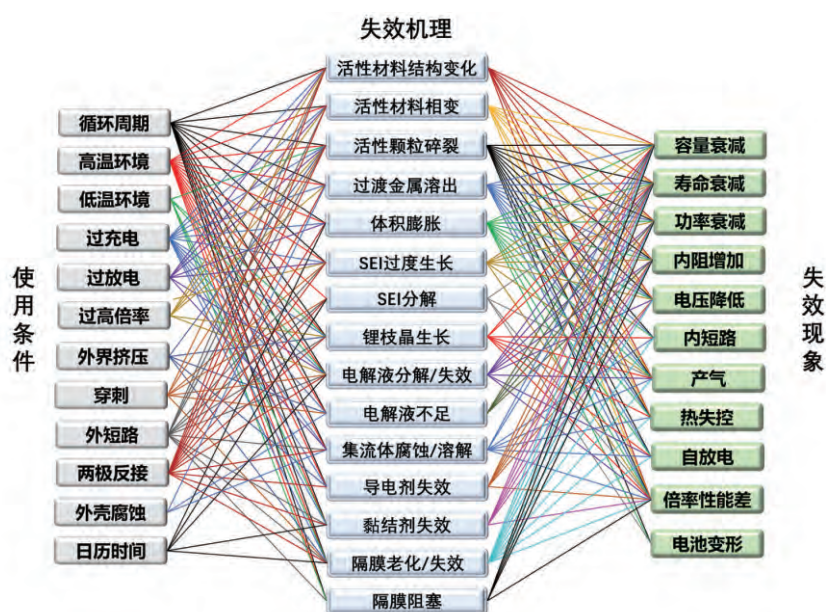 失效机理
使用条件
循环周期
高温环境
低温环境
过充电
过放电
过高倍率
外界挤压
穿刺
外短路
两极反接
外壳腐蚀
日历时间
活性材料结构变化
活性材料相变
活性颗粒碎裂
过渡金属溶出
体积膨胀
SEI过度生长
SEI分解
锂枝晶生长
电解液分解/失效
电解液不足
集流体腐蚀/溶解
导电剂失效
黏结剂失效
隔膜老化/失效
隔膜阻塞
容量衰减
寿命衰减
功率衰减
内阻增加
电压降低
内短路
产气
热失控
自放电
倍率性能差
电池变形
失效现象